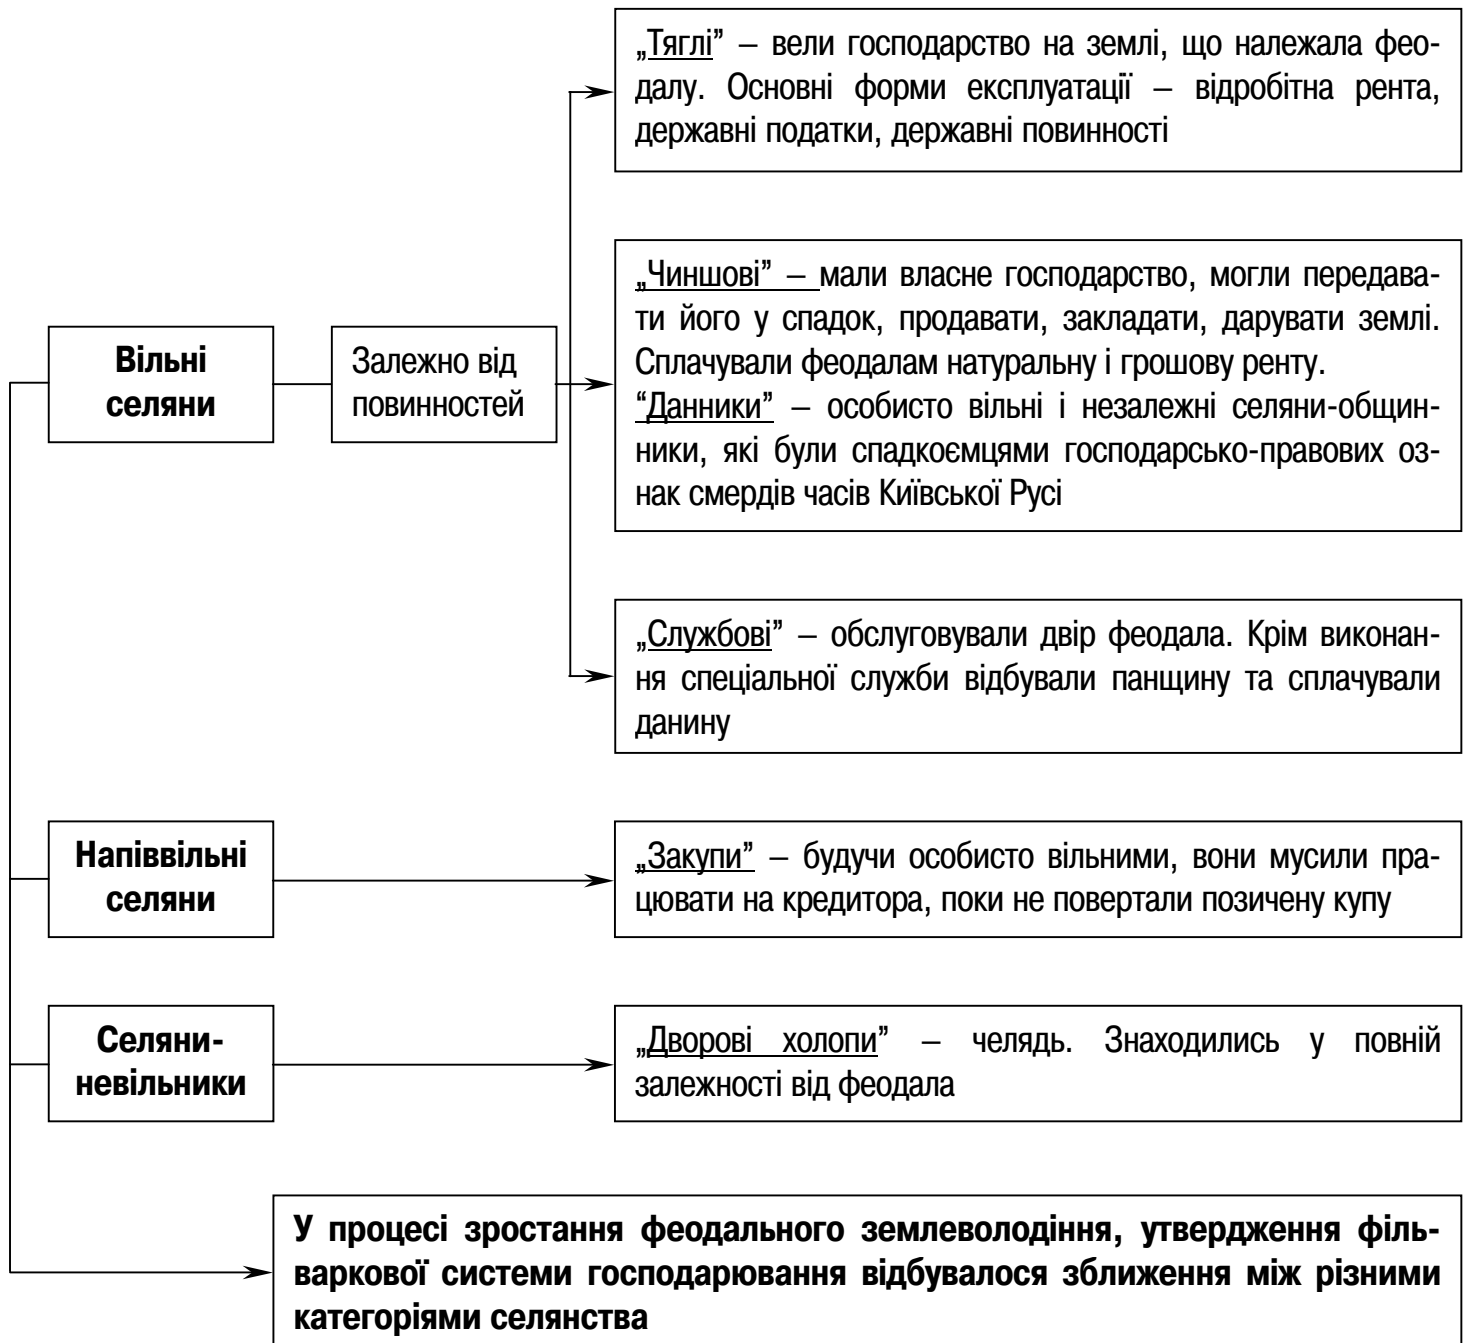 „Тяглі” – вели господарство на землі, що належала фео-
далу. Основні форми експлуатації – відробітна рента,
державні податки, державні повинності
Вільні
селяни
Залежно від
повинностей
„Чиншові” – мали власне господарство, могли передава-
ти його у спадок, продавати, закладати, дарувати землі.
Сплачували феодалам натуральну і грошову ренту.
“Данники” – особисто вільні і незалежні селяни-общин-
ники, які були спадкоємцями господарсько-правових оз-
нак смердів часів Київської Русі
„Службові” – обслуговували двір феодала. Крім виконан-
ня спеціальної служби відбували панщину та сплачували
данину
Напіввільні
селяни
„Закупи” – будучи особисто вільними, вони мусили пра-
цювати на кредитора, поки не повертали позичену купу
Селяни-
невільники
„Дворові холопи” – челядь. Знаходились у повній
залежності від феодала
У процесі зростання феодального землеволодіння, утвердження філь-
варкової системи господарювання відбувалося зближення між різними
категоріями селянства